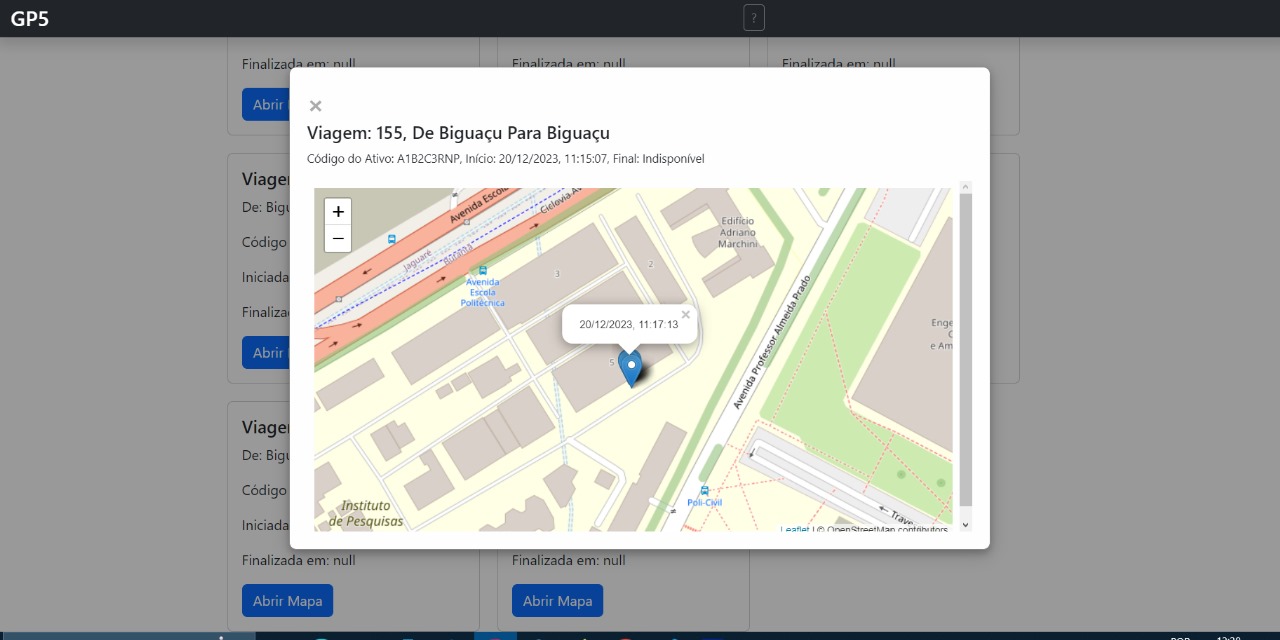 GP5
?
Finalizada em: null
Finalizada em: null
Finalizada em: null
Abrir
×
Viagem: 155, De Biguaçu Para Biguaçu
Código do Ativo: A1B2C3RNP, Início: 20/12/2023, 11:15:07, Final: Indisponível
+
−
Avenida Escola
Ciclovia
Jaguaré
Butantã
Avenida
Escola
Politécnica
3
2
Edifício
Adriano
Marchini
20/12/2023, 11:17:13
×
5
Avenida Professor Almeida Prado
Enge
e Am
Poli-Civil
Instituto
de Pesquisas
Trave
Leaflet | © OpenStreetMap contributors
Viagem
De: Bigu
Código
Iniciada
Finaliza
Abrir
Viagem
De: Bigu
Código
Iniciada
Finalizada em: null
Finalizada em: null
Abrir Mapa
Abrir Mapa